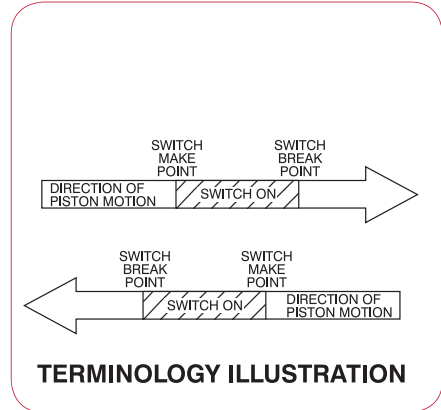 SWITCH
MAKE
POINT
SWITCH
BREAK
POINT
DIRECTION OF
PISTON MOTION
SWITCH ON
SWITCH
BREAK
POINT
SWITCH
MAKE
POINT
SWITCH ON
DIRECTION OF
PISTON MOTION
TERMINOLOGY ILLUSTRATION